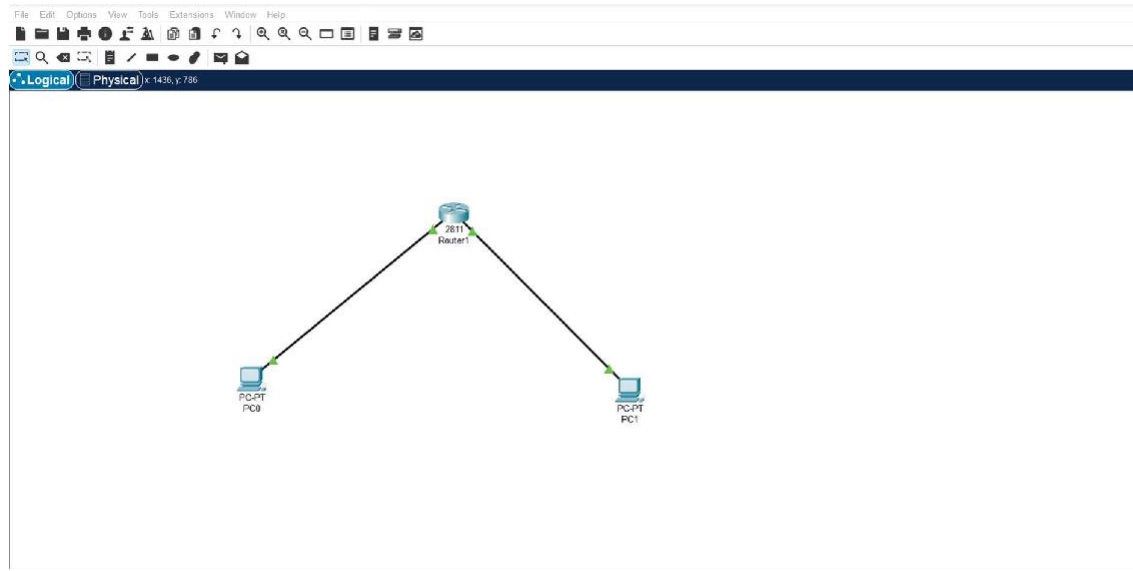 File Edit Options View Tools Extensions Window Help
Logical Physical x: 1436, y: 786
2811
Router1
PC-PT
PC0
PC-PT
PC1